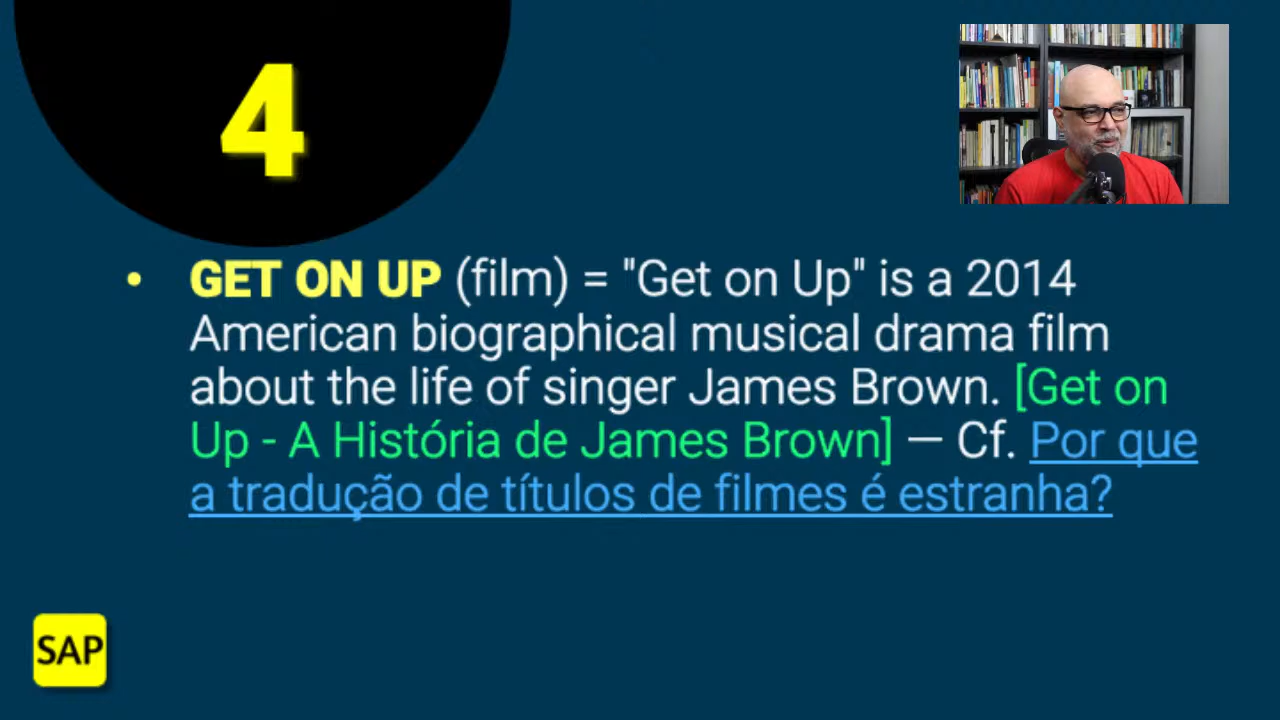 4
• GET ON UP (film) = "Get on Up" is a 2014
American biographical musical drama film
about the life of singer James Brown. [Get on
Up - A História de James Brown] — Cf. Por que
a tradução de títulos de filmes é estranha?
SAP